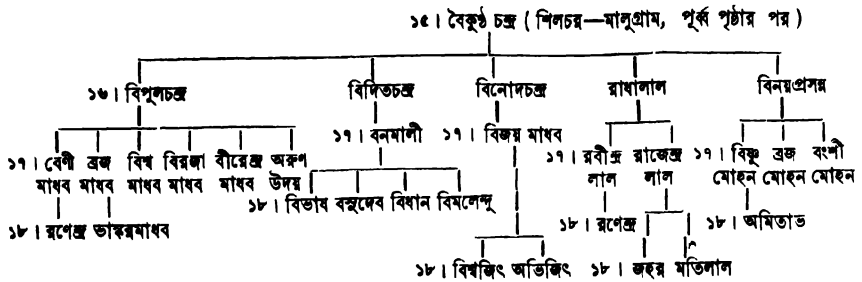 ১৫। বৈকুণ্ঠ চন্দ্র ( শিলচর—মালুগ্রাম, পূর্ব্ব পৃষ্ঠার পর )
১৬। বিপুলচন্দ্র বিদিতচন্দ্র বিনোদচন্দ্র রাধালাল বিনয়প্রসন্ন
১৭। বেণী ব্রজ বিশ্ব বিরজা বীরেন্দ্র অরুণ ১৭। বনমালী ১৭। বিজয় মাধব ১৭। রবীন্দ্র রাজেন্দ্র ১৭। বিষ্ণু ব্রজ বংশী
মাধব মাধব মাধব মাধব মাধব উদয় লাল লাল মোহন মোহন মোহন
১৮। বিভাষ বসুদেব বিধান বিমলেন্দু
১৮। রণেন্দ্র ভাস্করমাধব ১৮। রণেন্দ্র ১৮। অমিতাভ
১৮। বিশ্বজিৎ অভিজিৎ ১৮। জহর মতিলাল